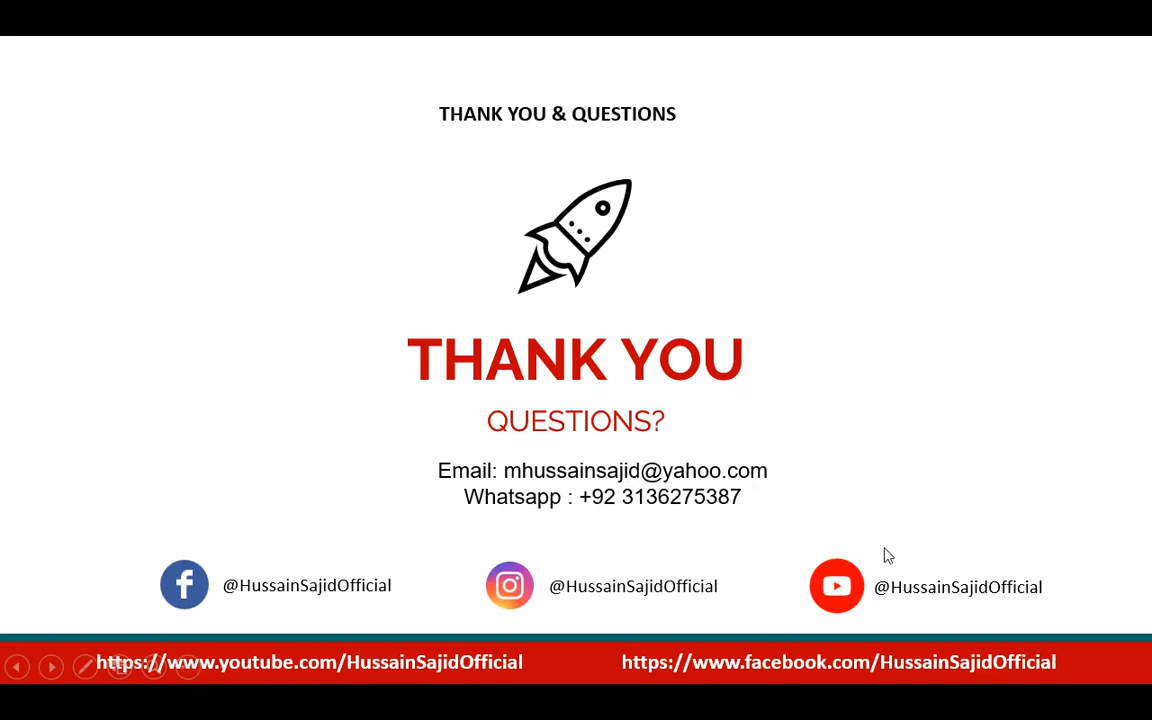 THANK YOU & QUESTIONS
THANK YOU
QUESTIONS?
Email: mhussainsajid@yahoo.com
Whatsapp : +92 3136275387
@HussainSajidOfficial
@HussainSajidOfficial
@HussainSajidOfficial
https://www.youtube.com/HussainSajidOfficial
https://www.facebook.com/HussainSajidOfficial